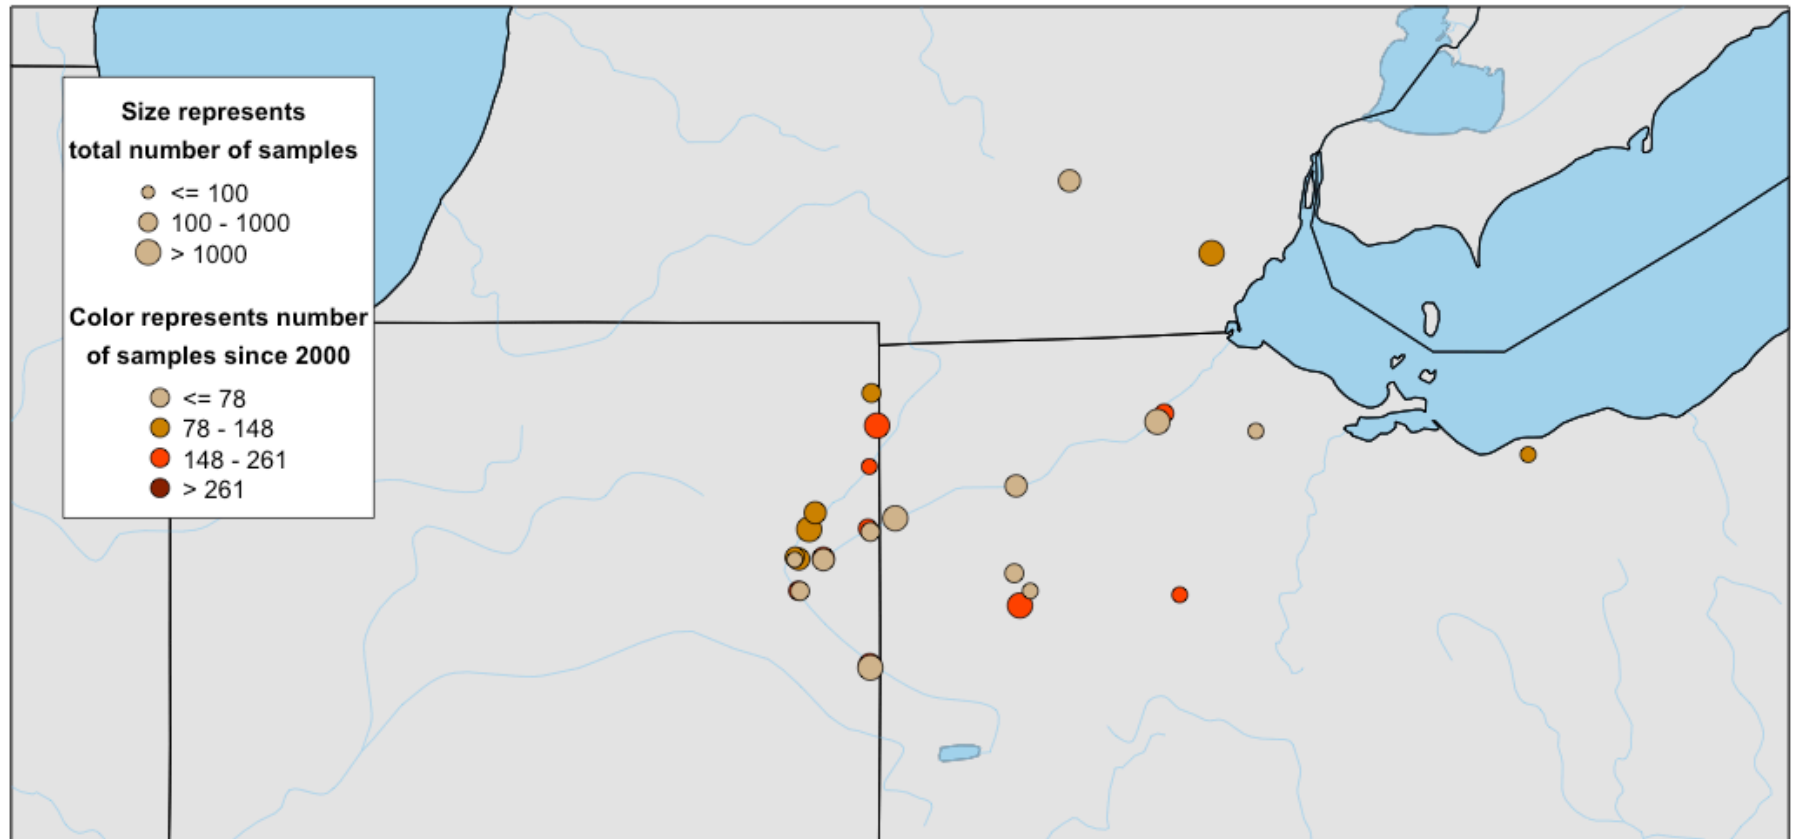 Size represents
total number of samples
<= 100
100 - 1000
> 1000
Color represents number
of samples since 2000
<= 78
78 - 148
148 - 261
> 261